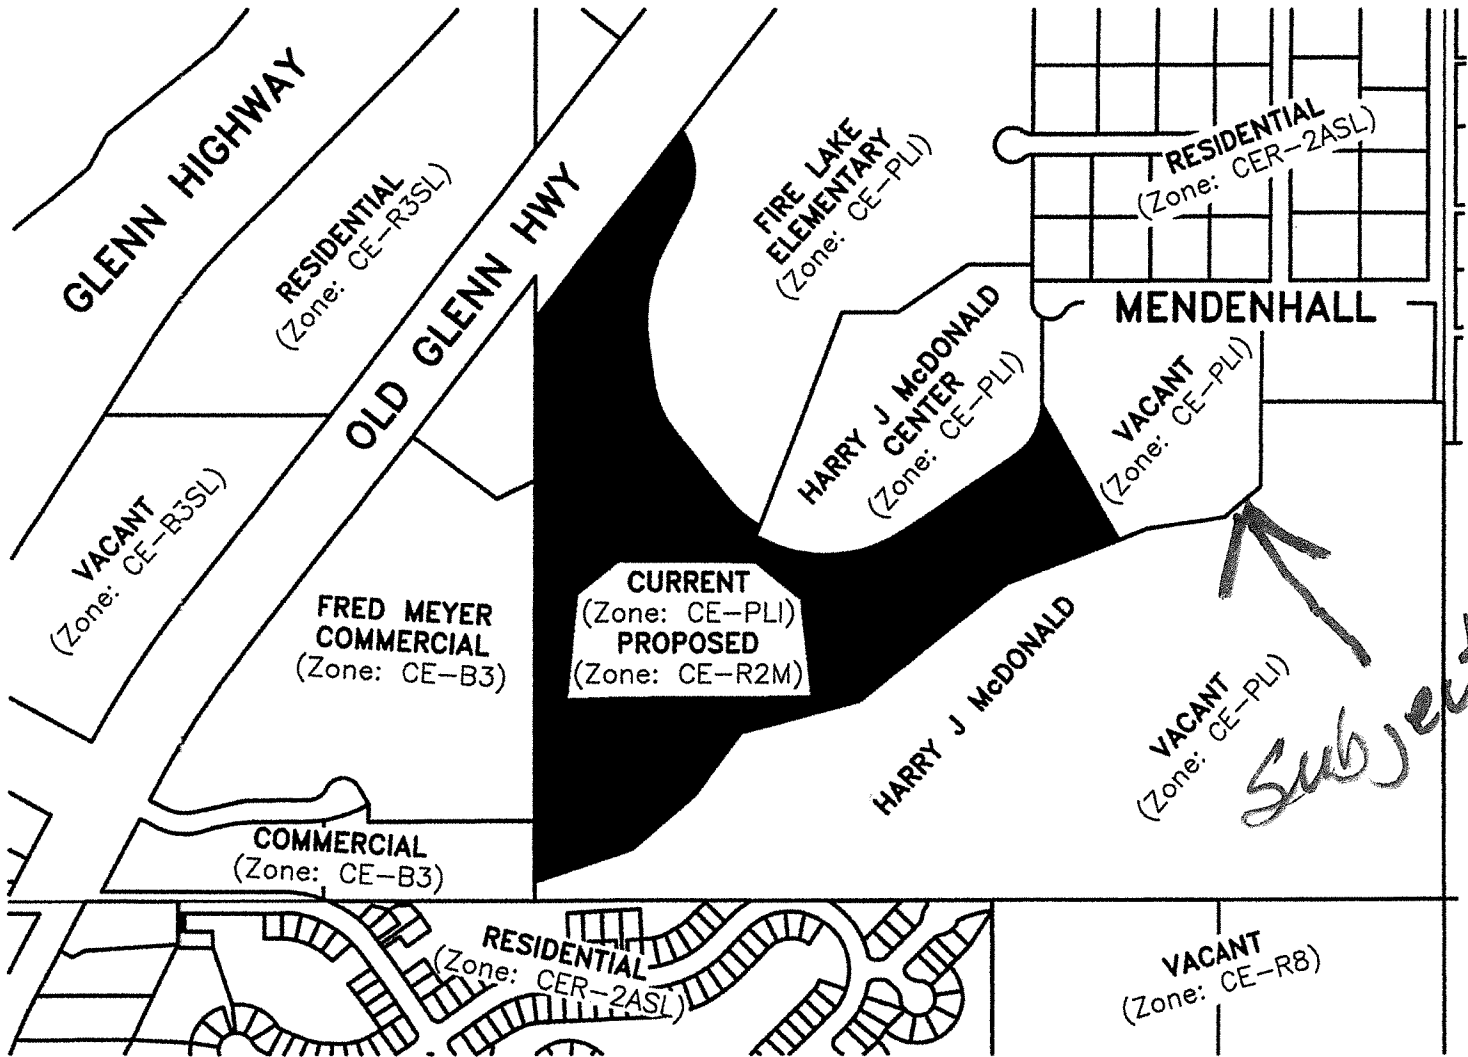 GLENN HIGHWAY
RESIDENTIAL
(Zone: CE-R3SL)
OLD GLENN HWY
FIRE LAKE
ELEMENTARY
(Zone: CE-PLI)
RESIDENTIAL
(Zone: CER-2ASL)
MENDENHALL
HARRY J McDONALD
CENTER
(Zone: CE-PLI)
VACANT
(Zone: CE-PLI)
VACANT
(Zone: CE-B3SL)
FRED MEYER
COMMERCIAL
(Zone: CE-B3)
CURRENT
(Zone: CE-PLI)
PROPOSED
(Zone: CE-R2M)
HARRY J McDONALD
VACANT
(Zone: CE-PLI)
Subject
COMMERCIAL
(Zone: CE-B3)
RESIDENTIAL
(Zone: CER-2ASL)
VACANT
(Zone: CE-R8)